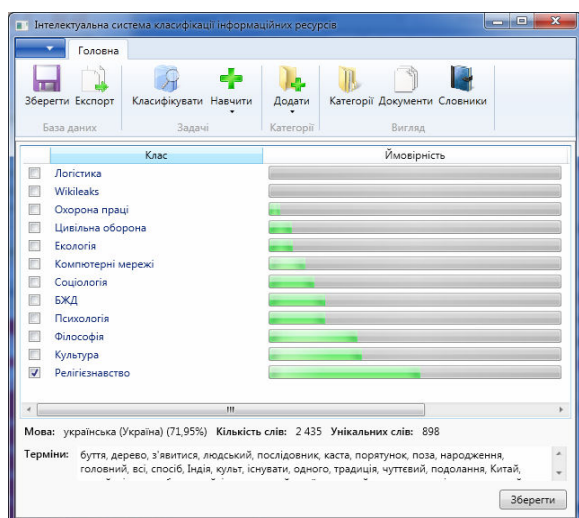 Інтелектуальна система класифікації інформаційних ресурсів
Головна
Зберегти Експорт Класифікувати Навчити Додати Категорії Документи Словники
База даних Задачі Категорії Вигляд
Клас Ймовірність
Логістика
Wikileaks
Охорона праці
Цивільна оборона
Екологія
Компютерні мережі
Соціологія
БЖД
Психологія
Філософія
Культура
Релігієзнавство
Мова: українська (Україна) (71,95%) Кількість слів: 2 435 Унікальних слів: 898
Терміни: буття, дерево, з'явитися, людський, послідовник, каста, порятунок, поза, народження,
головний, всі, спосіб, Індія, культ, існувати, одного, традиція, чуттєвий, подолання, Китай,
Зберегти